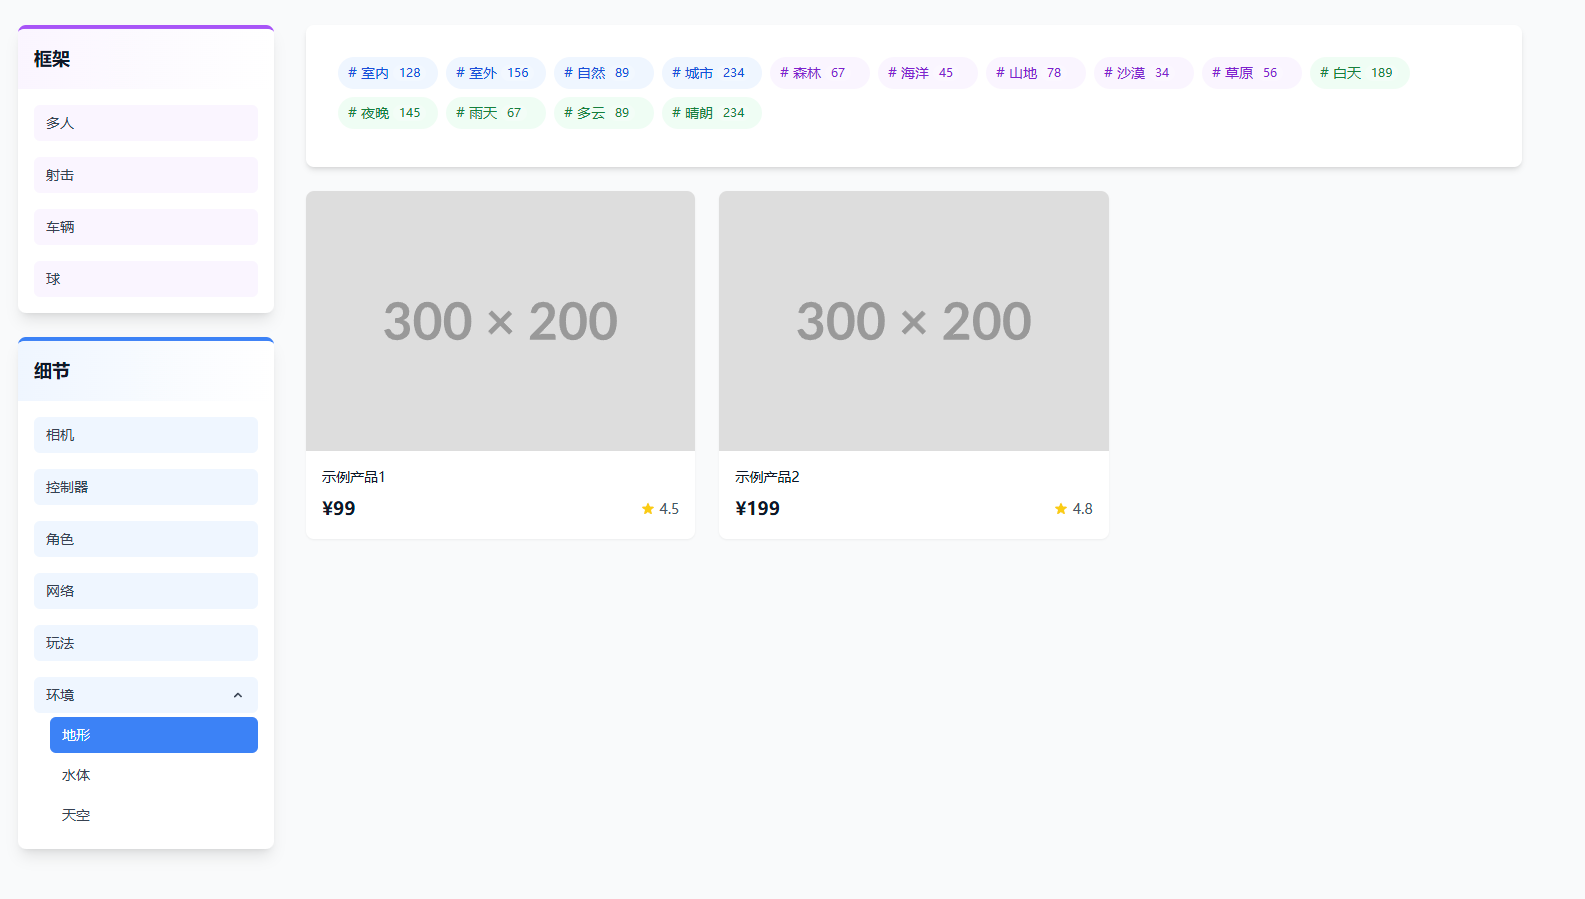 框架
多人
射击
车辆
球
细节
相机
控制器
角色
网络
玩法
环境
地形
水体
天空
# 室内 128 # 室外 156 # 自然 89 # 城市 234 # 森林 67 # 海洋 45 # 山地 78 # 沙漠 34 # 草原 56 # 白天 189
# 夜晚 145 # 雨天 67 # 多云 89 # 晴朗 234
300 × 200
示例产品1
¥99 4.5
300 × 200
示例产品2
¥199 4.8